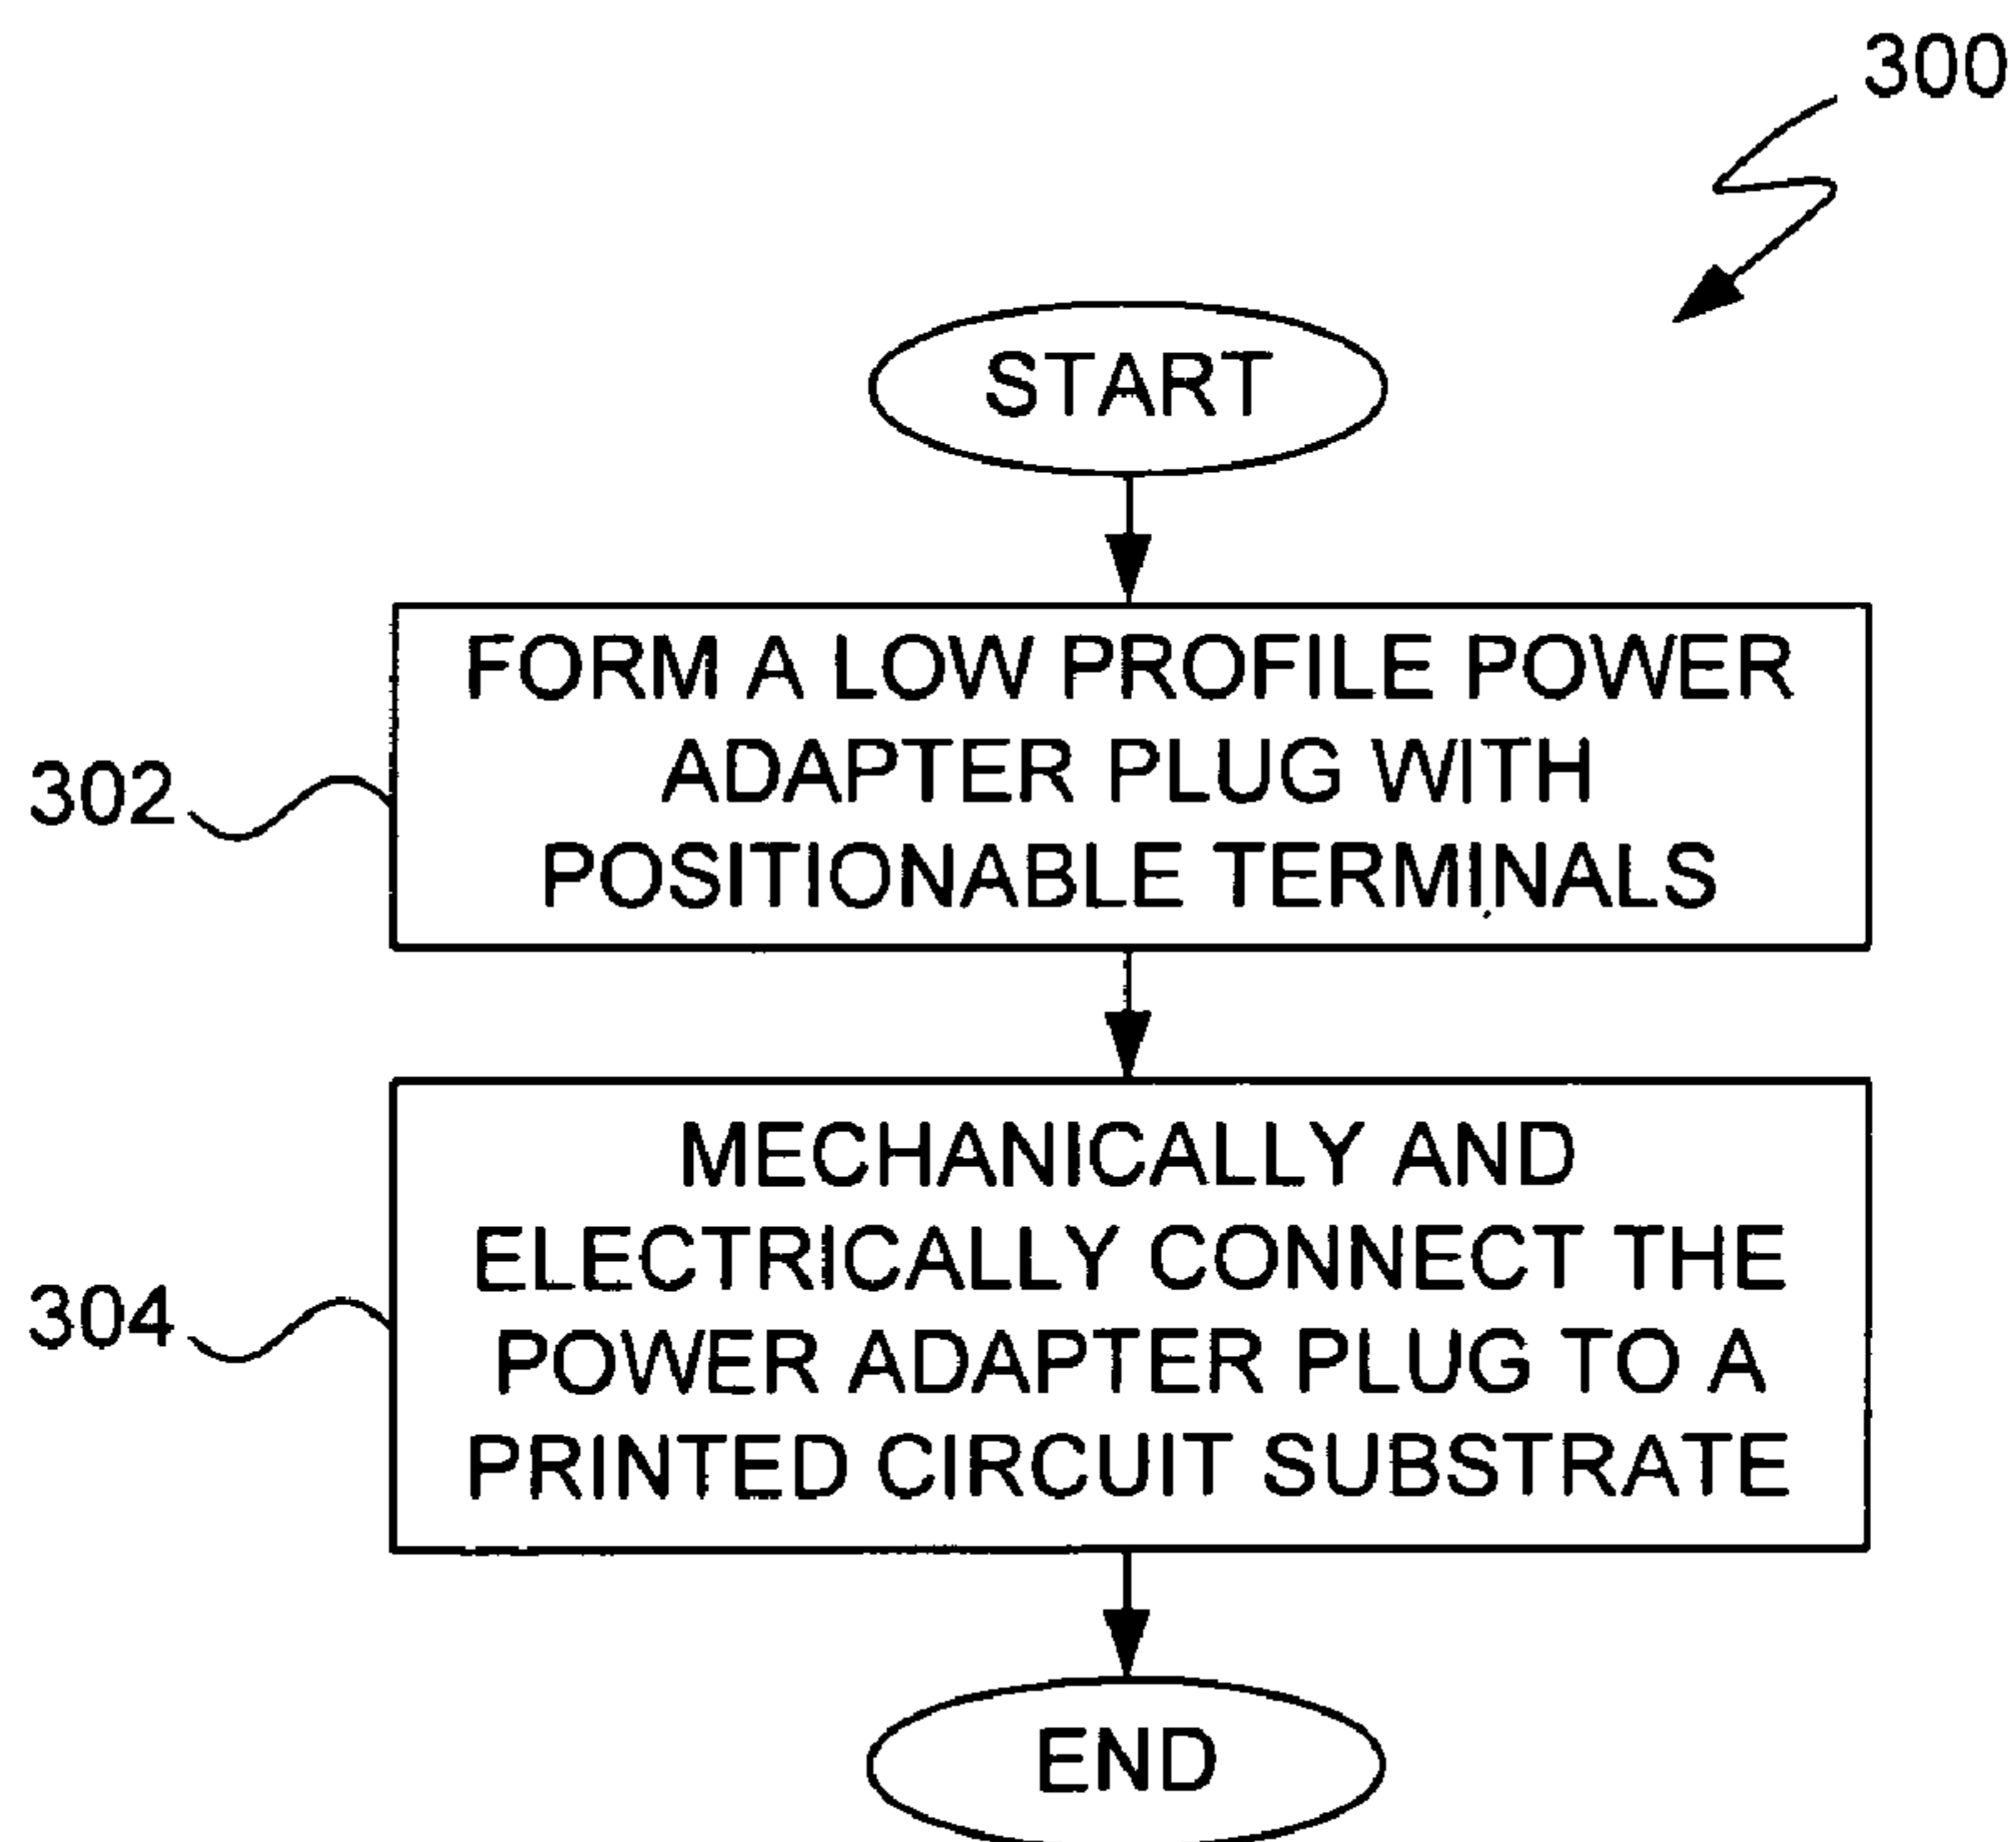 300
START
FORM A LOW PROFILE POWER
ADAPTER PLUG WITH
POSITIONABLE TERMINALS
302
MECHANICALLY AND
ELECTRICALLY CONNECT THE
POWER ADAPTER PLUG TO A
PRINTED CIRCUIT SUBSTRATE
304
END